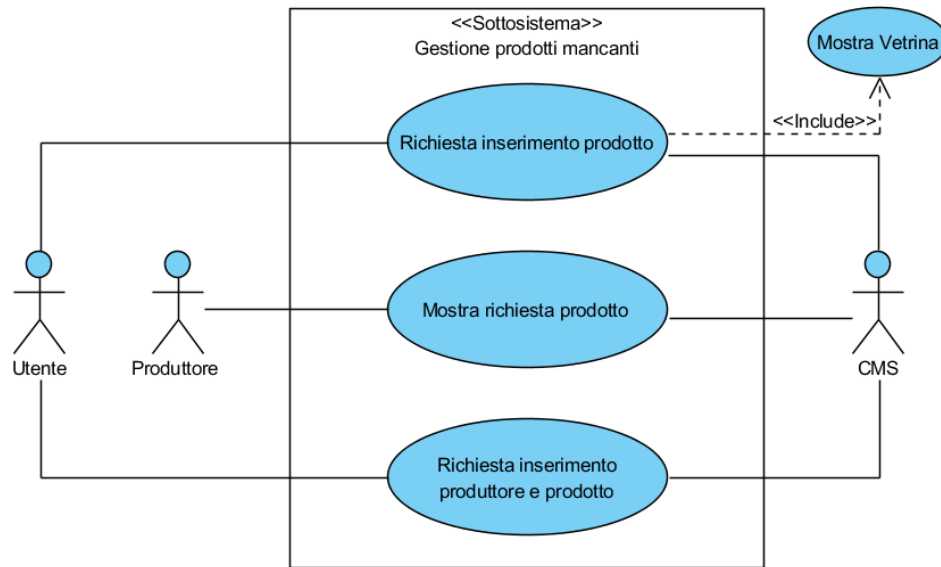 <<Sottosistema>>
Gestione prodotti mancanti
Mostra Vetrina
<<Include>>
Richiesta inserimento prodotto
Mostra richiesta prodotto
Utente
Produttore
CMS
Richiesta inserimento
produttore e prodotto